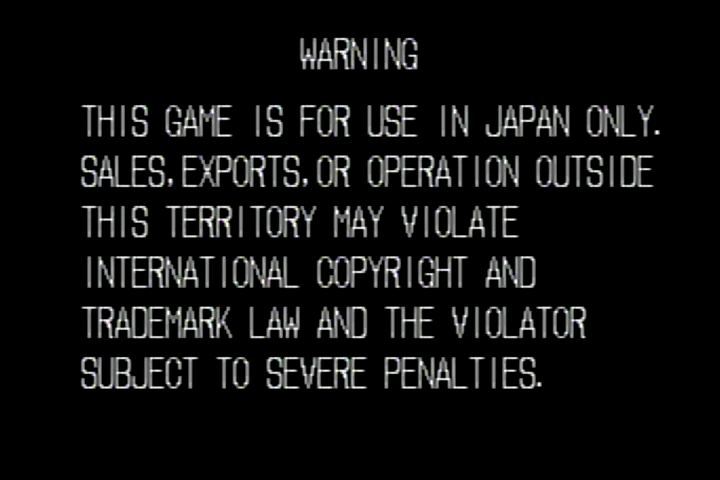 WARNING
THIS GAME IS FOR USE IN JAPAN ONLY.
SALES,EXPORTS,OR OPERATION OUTSIDE
THIS TERRITORY MAY VIOLATE
INTERNATIONAL COPYRIGHT AND
TRADEMARK LAW AND THE VIOLATOR
SUBJECT TO SEVERE PENALTIES.